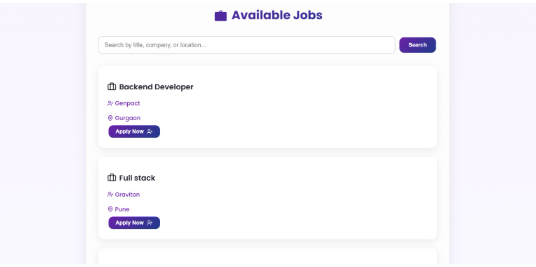 Available Jobs
Search by title, company, or location...
Search
Backend Developer
Genpact
Gurgaon
Apply Now
Full stack
Graviton
Pune
Apply Now